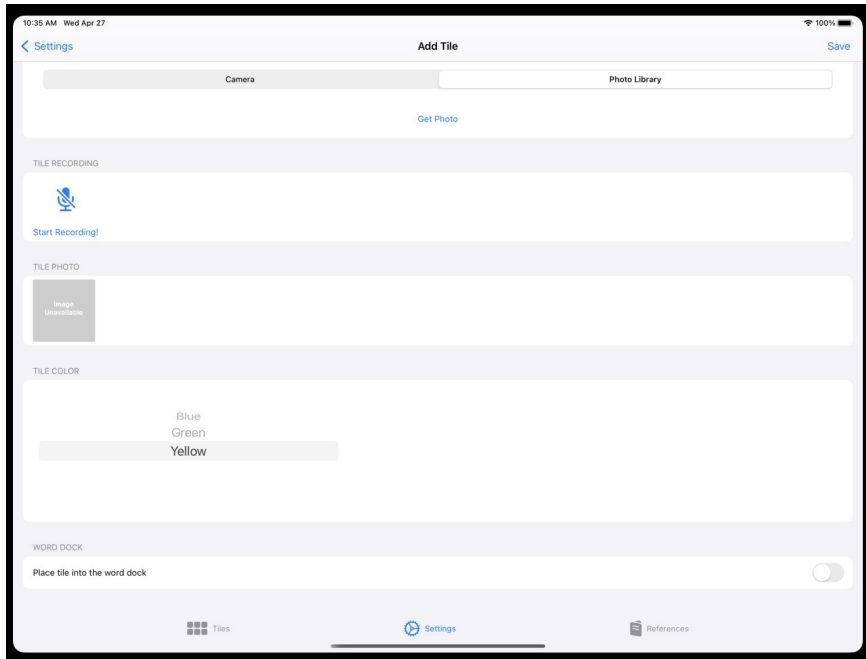 10:35 AM Wed Apr 27 100%
Settings Add Tile Save
Camera Photo Library
Get Photo
TILE RECORDING
Start Recording!
TILE PHOTO
Image
Unavailable
TILE COLOR
Blue
Green
Yellow
WORD DOCK
Place tile into the word dock
Tiles Settings References